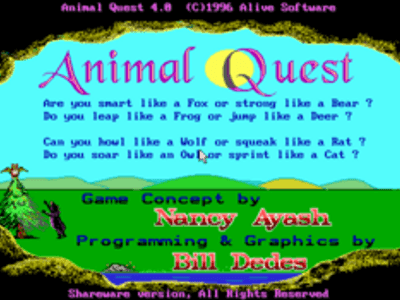 Animal Quest 4.0 (C)1996 Alive Software
Animal Quest
Are you smart like a Fox or strong like a Bear ?
Do you leap like a Frog or jump like a Deer ?
Can you howl like a Wolf or squeak like a Rat ?
Do you soar like an Owl or sprint like a Cat ?
Game Concept by
Nancy Ayash
Programming & Graphics by
Bill Dedes
Shareware version, All Rights Reserved